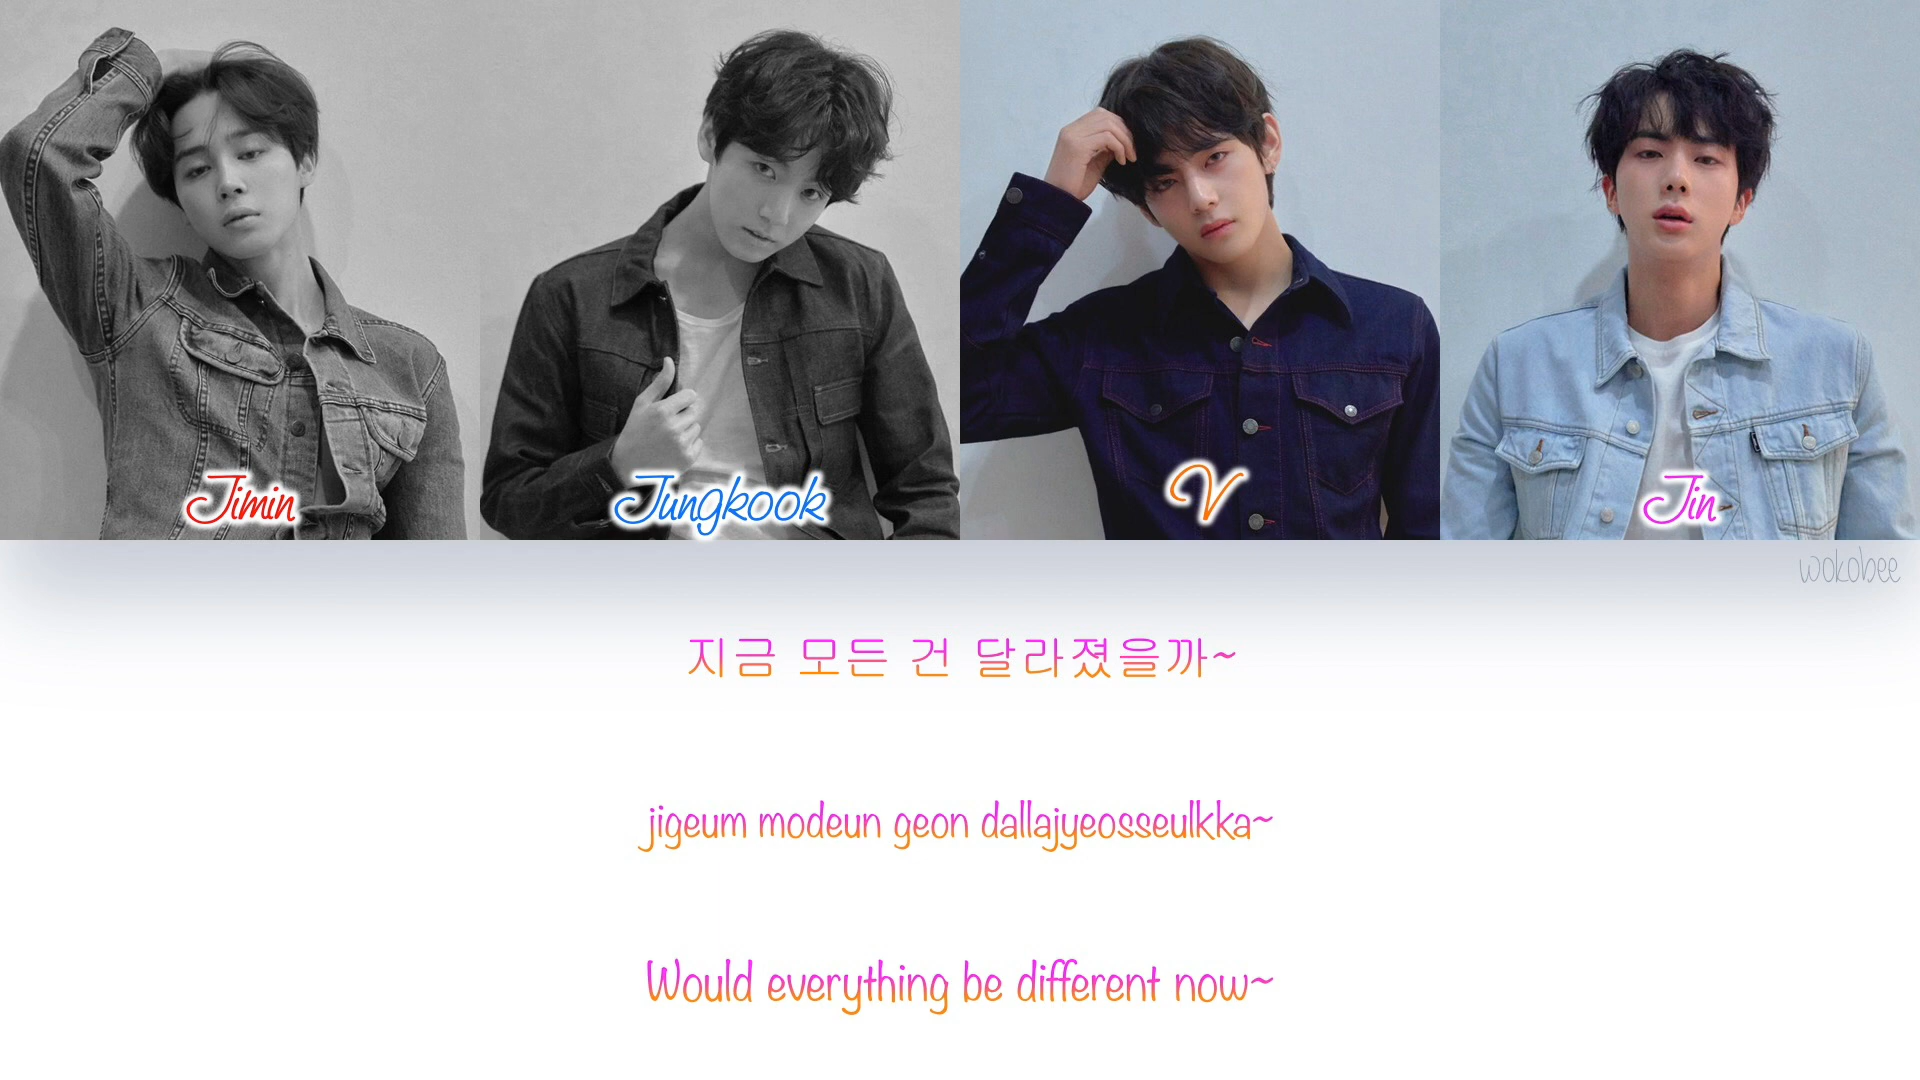 Jimin
Jungkook
V
Jin
wokobee
지금 모든 건 달라졌을까~
jigeum modeun geon dallajyeosseulkka~
Would everything be different now~